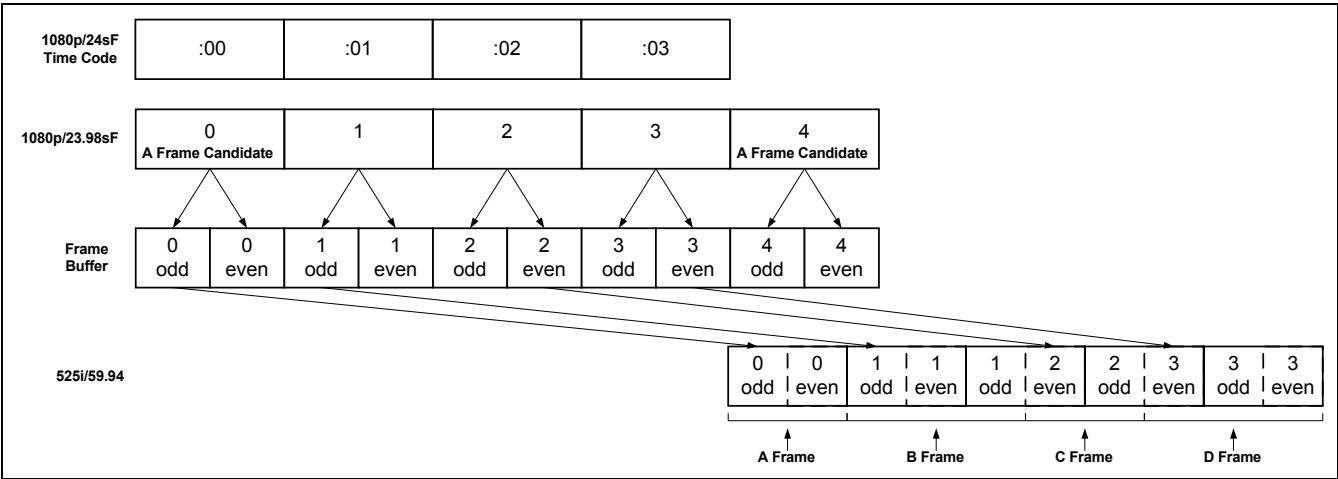 1080p/24sF
Time Code
:00 :01 :02 :03
1080p/23.98sF
0 1 2 3 4
A Frame Candidate A Frame Candidate
Frame
Buffer
0 0 1 1 2 2 3 3 4 4
odd even odd even odd even odd even odd even
525i/59.94
0 0 1 1 1 2 2 3 3 3
odd even odd even odd even odd even odd even
A Frame B Frame C Frame D Frame